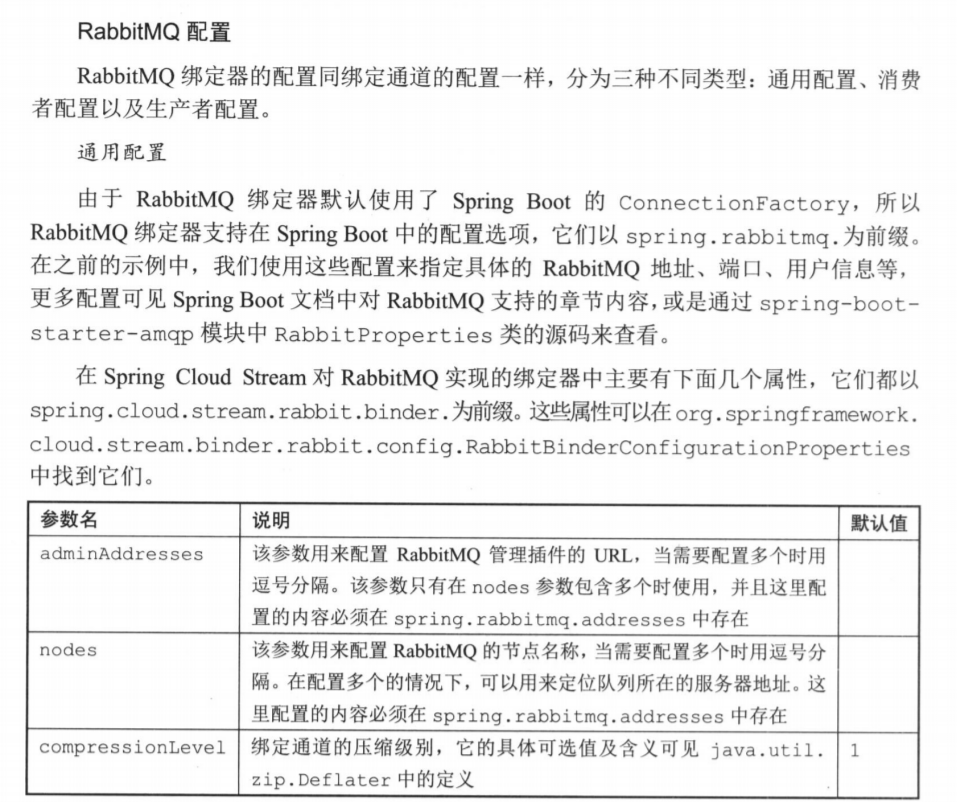 RabbitMQ 配置
RabbitMQ 绑定器的配置同绑定通道的配置一样，分为三种不同类型：通用配置、消费
者配置以及生产者配置。
通用配置
由于 RabbitMQ 绑定器默认使用了 Spring Boot 的 ConnectionFactory，所以
RabbitMQ 绑定器支持在 Spring Boot 中的配置选项，它们以 spring.rabbitmq.为前缀。
在之前的示例中，我们使用这些配置来指定具体的 RabbitMQ 地址、端口、用户信息等，
更多配置可见 Spring Boot 文档中对 RabbitMQ 支持的章节内容，或是通过 spring-boot-
starter-amqp 模块中 RabbitProperties 类的源码来查看。
在 Spring Cloud Stream 对 RabbitMQ 实现的绑定器中主要有下面几个属性，它们都以
spring.cloud.stream.rabbit.binder.为前缀。这些属性可以在 org.springframework.
cloud.stream.binder.rabbit.config.RabbitBinderConfigurationProperties
中找到它们。
参数名 说明 默认值
adminAddresses 该参数用来配置 RabbitMQ 管理插件的 URL，当需要配置多个时用
逗号分隔。该参数只有在 nodes 参数包含多个时使用，并且这里配
置的内容必须在 spring.rabbitmq.addresses 中存在
nodes 该参数用来配置 RabbitMQ 的节点名称，当需要配置多个时用逗号分
隔。在配置多个的情况下，可以用来定位队列所在的服务器地址。这
里配置的内容必须在 spring.rabbitmq.addresses 中存在
compressionLevel 绑定通道的压缩级别，它的具体可选值及含义可见 java.util. 1
zip.Deflater 中的定义